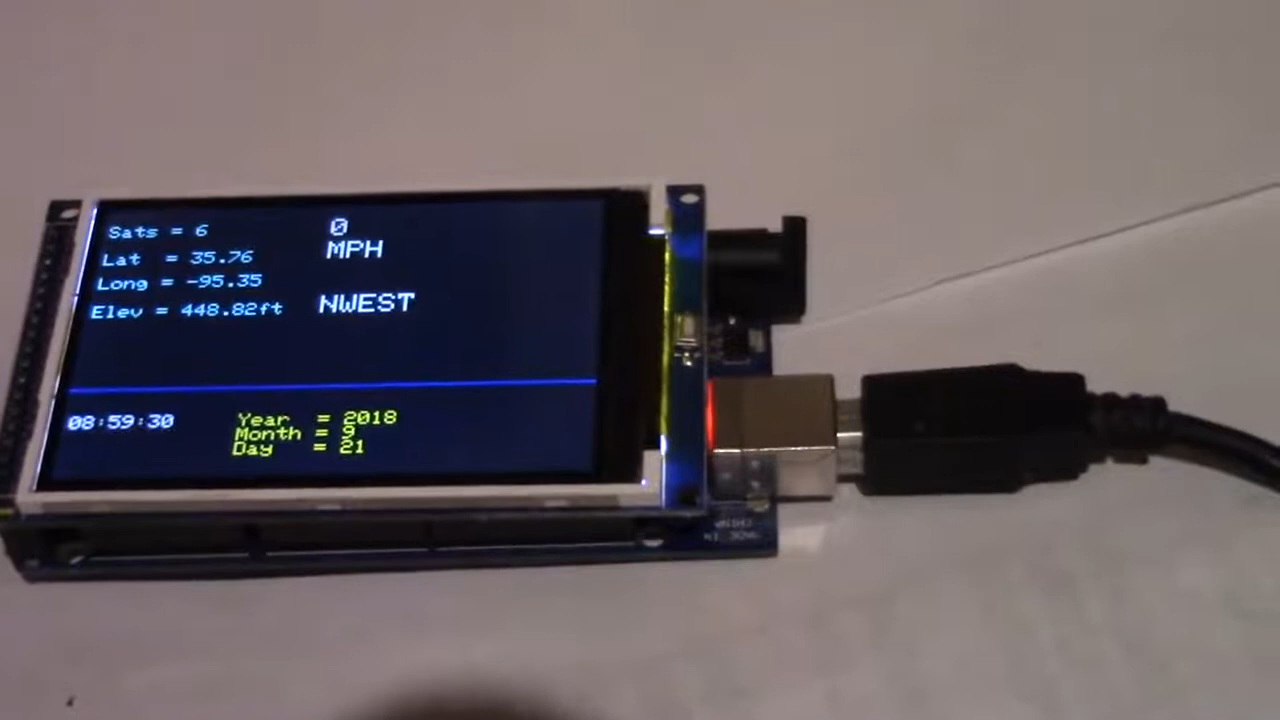 Sats = 6
0
MPH
Lat = 35.76
Long = -95.35
Elev = 448.82ft
NWEST
08:59:30
Year = 2018
Month = 9
Day = 21